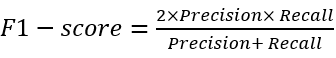 F1 − score = 2×Precision× Recall / Precision+ Recall